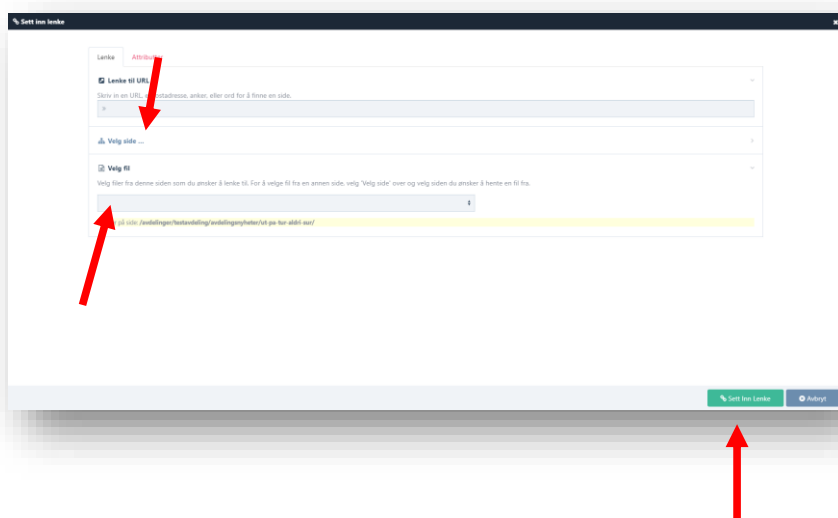 Sett inn lenke
Lenke Attributter
Lenke til URL
Skriv in en URL, adresse, anker, eller ord for å finne en side.
Velg side ...
Velg fil
Velg filer fra denne siden som du ønsker å lenke til. For å velge fil fra en annen side, velg 'Velg side' over og velg siden du ønsker å hente en fil fra.
på side: /avdelinger/testavdeling/avdelingsnyheter/ut-pa-tur-aldri-sur/
Sett Inn Lenke Avbryt